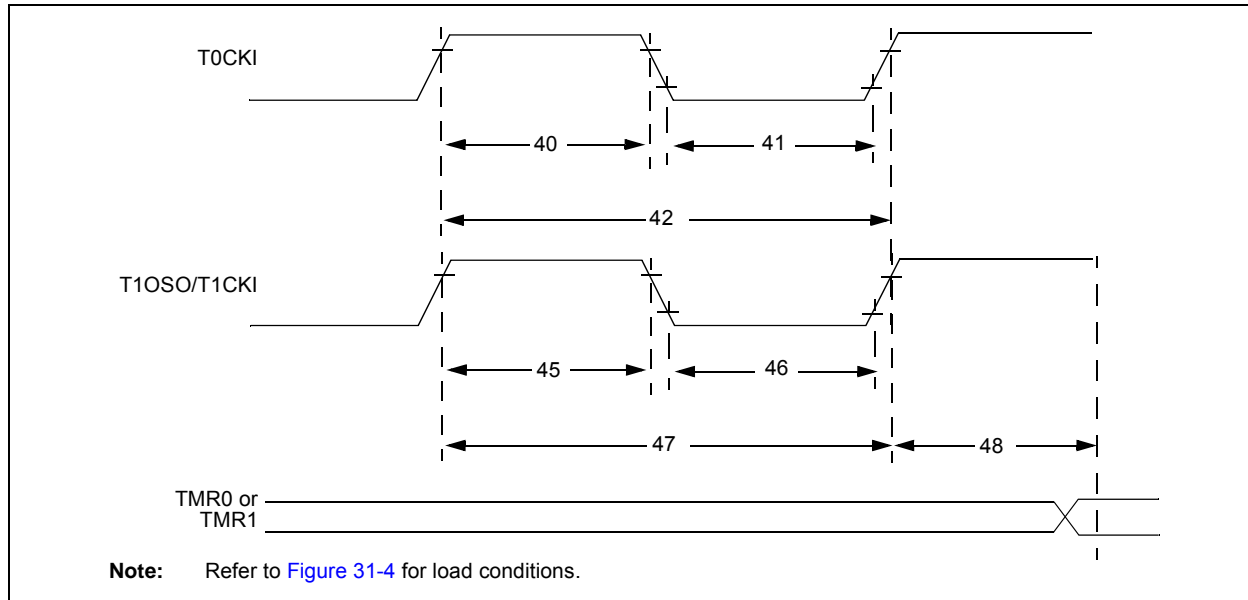 T0CKI
40
41
42
T1OSO/T1CKI
45
46
47
48
TMR0 or
TMR1
Note: Refer to Figure 31-4 for load conditions.